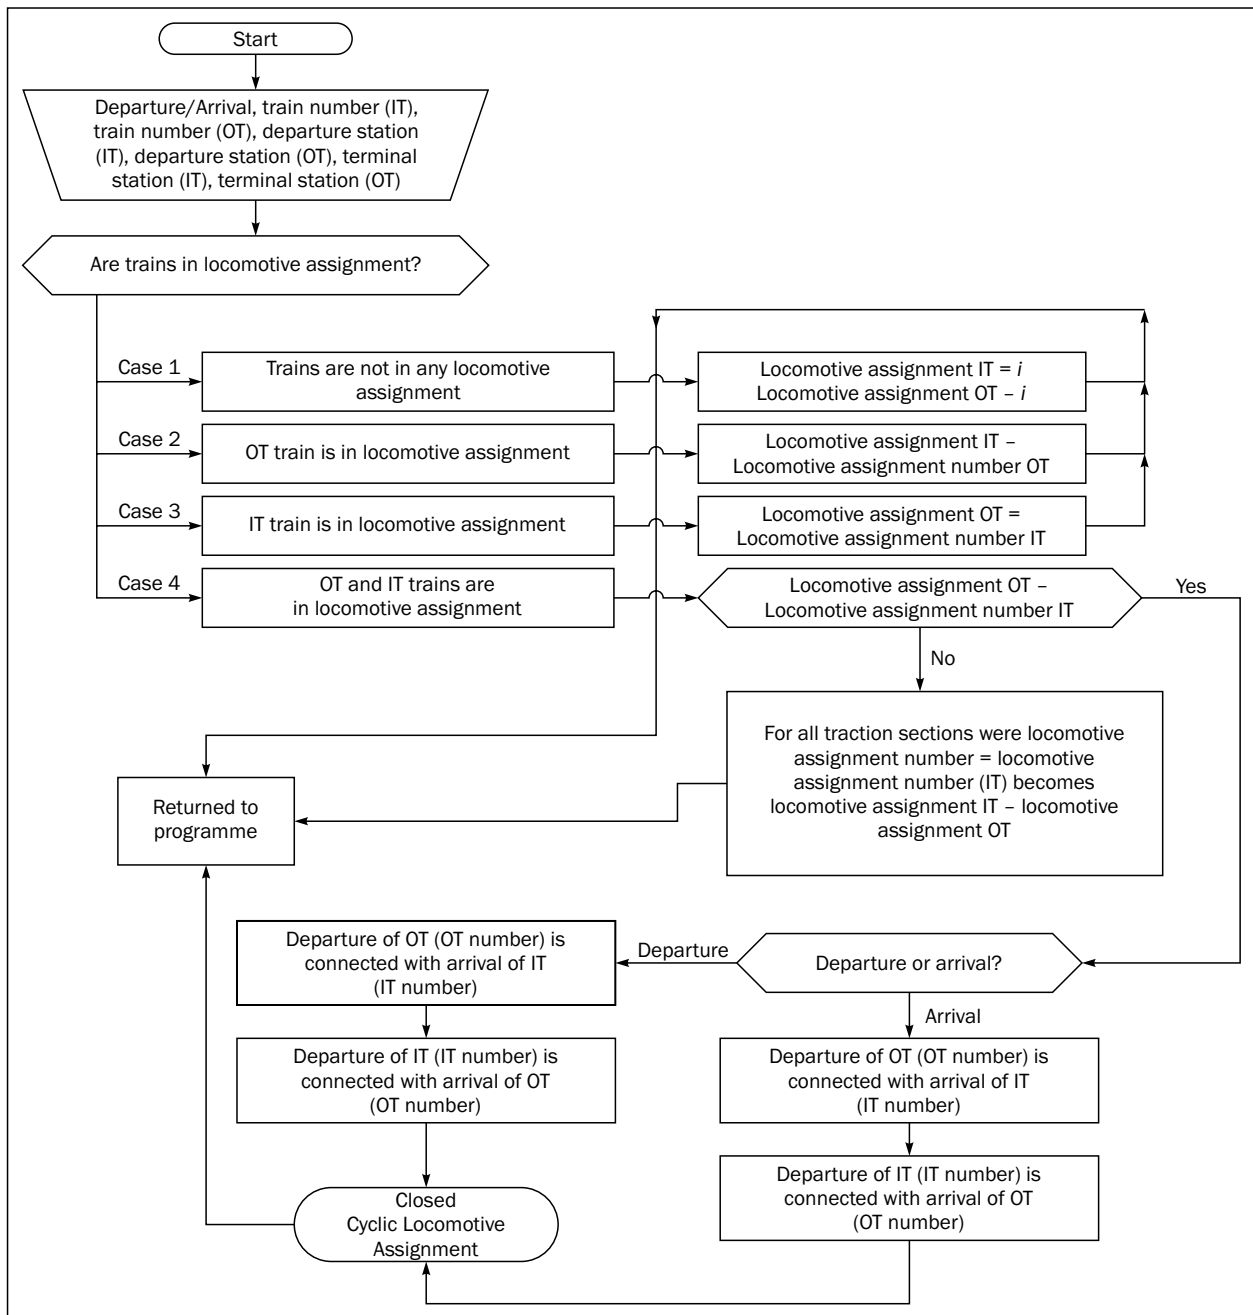 Start
Departure/Arrival, train number (IT),
train number (OT), departure station
(IT), departure station (OT), terminal
station (IT), terminal station (OT)
Are trains in locomotive assignment?
Case 1
Trains are not in any locomotive
assignment
Locomotive assignment IT = i
Locomotive assignment OT – i
Case 2
OT train is in locomotive assignment
Locomotive assignment IT –
Locomotive assignment number OT
Case 3
IT train is in locomotive assignment
Locomotive assignment OT =
Locomotive assignment number IT
Case 4
OT and IT trains are
in locomotive assignment
Locomotive assignment OT –
Locomotive assignment number IT
Yes
No
For all traction sections were locomotive
assignment number = locomotive
assignment number (IT) becomes
locomotive assignment IT – locomotive
assignment OT
Returned to
programme
Departure of OT (OT number) is
connected with arrival of IT
(IT number)
Departure
Departure or arrival?
Arrival
Departure of IT (IT number) is
connected with arrival of OT
(OT number)
Departure of OT (OT number) is
connected with arrival of IT
(IT number)
Departure of IT (IT number) is
connected with arrival of OT
(OT number)
Closed
Cyclic Locomotive
Assignment